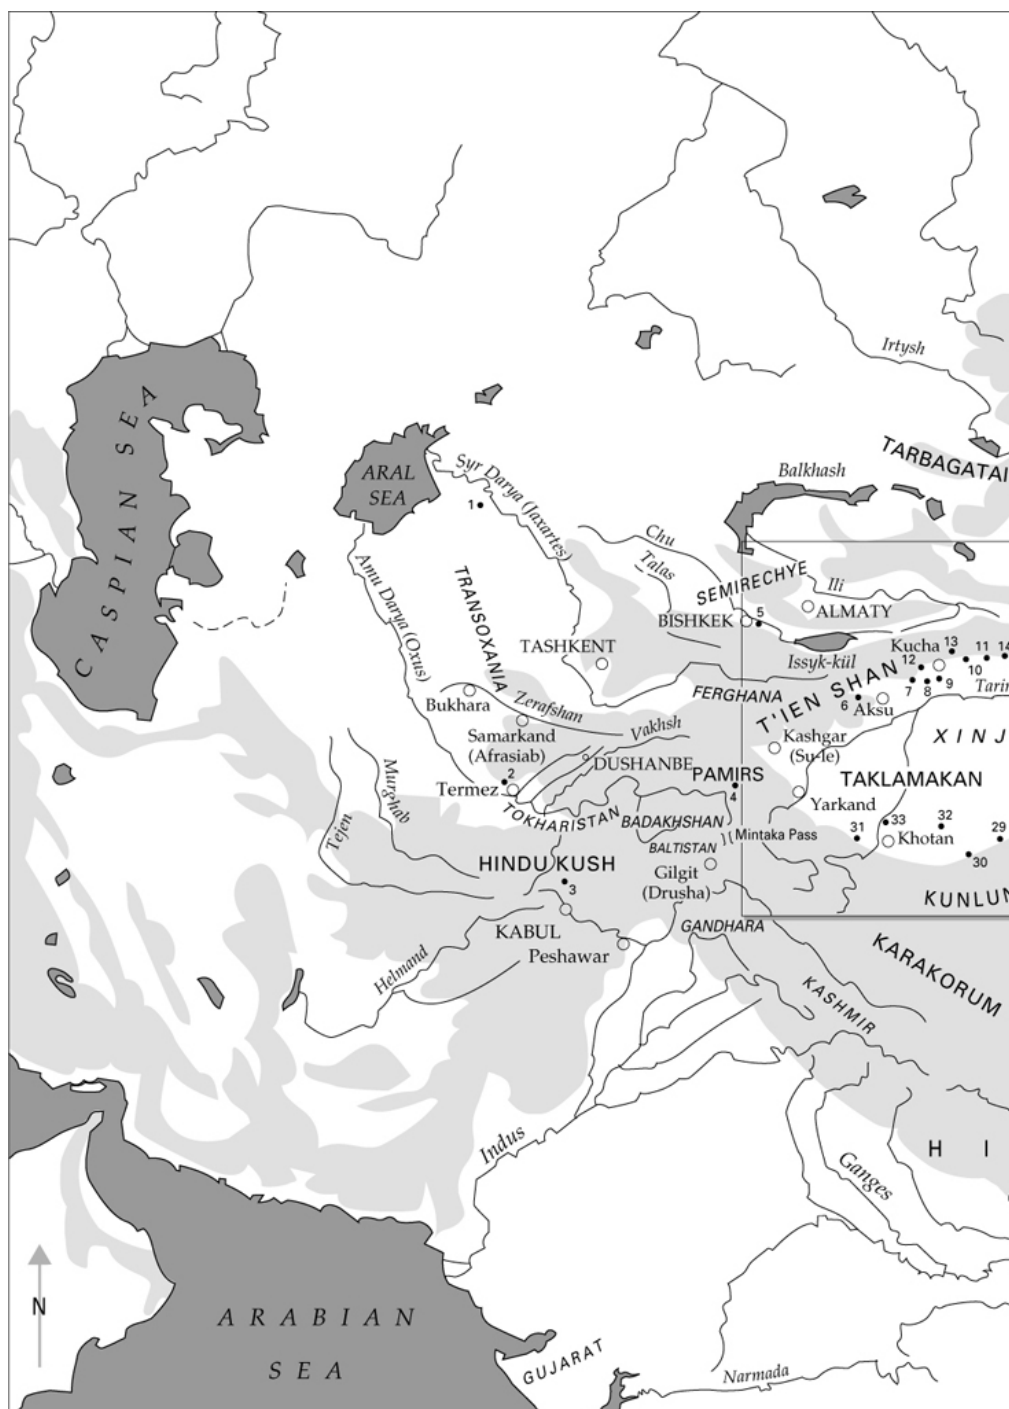 Irtysh
TARBAGATAI
CASPIAN SEA
ARAL
SEA
Syr Darya (Jaxartes)
Balkhash
1
Chu
Talas
SEMIRECHYE
Ili
ALMATY
Amu Darya (Oxus)
TRANSOXANIA
BISHKEK
5
TASHKENT
Issyk-kül
Kucha
13
11
14
12
10
7
8
9
Tarim
FERGHANA
T'IEN SHAN
6
Aksu
Bukhara
Zerafshan
Samarkand
(Afrasiab)
Vakhsh
Kashgar
(Su-le)
XINJ
DUSHANBE
PAMIRS
4
TAKLAMAKAN
2
Termez
Yarkand
Murghab
Tejen
TOKHARISTAN
BADAKHSHAN
Mintaka Pass
33
32
31
Khotan
29
30
BALTISTAN
HINDU KUSH
3
Gilgit
(Drusha)
KUNLUN
KABUL
GANDHARA
Peshawar
Helmand
KARAKORUM
KASHMIR
Indus
H I
Ganges
N
ARABIAN
SEA
GUJARAT
Narmada